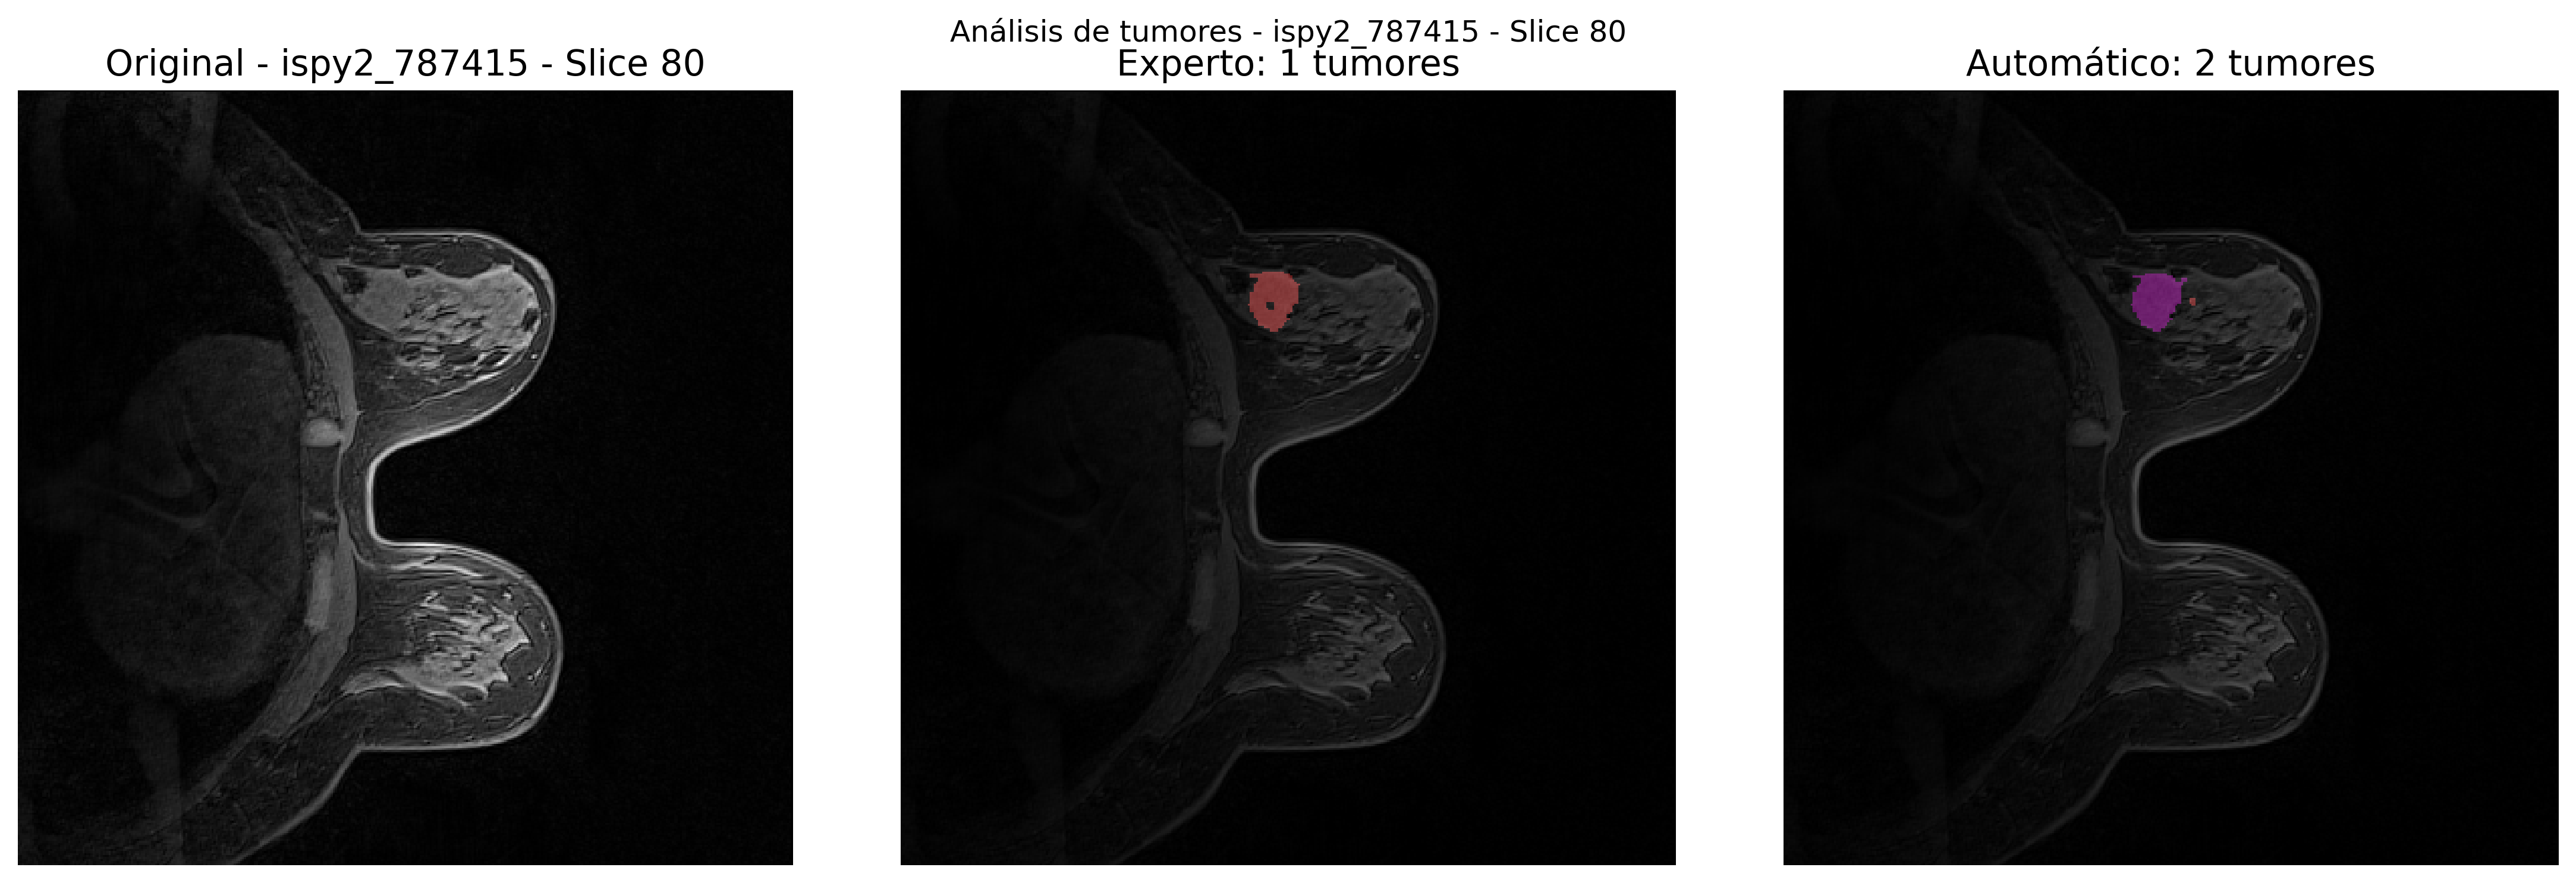 Análisis de tumores - ispy2_787415 - Slice 80
Original - ispy2_787415 - Slice 80
Experto: 1 tumores
Automático: 2 tumores